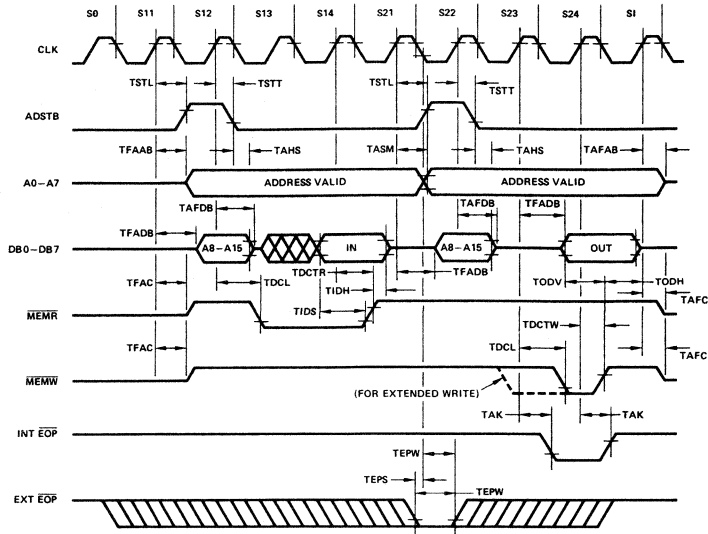 S0 S11 S12 S13 S14 S21 S22 S23 S24 SI
CLK
TSTL TSTT TSTL TSTT
ADSTB
TFAAB TAHS TASM TAHS TAFAB
A0–A7 ADDRESS VALID ADDRESS VALID
TAFDB TAFDB TFADB
TFADB
DB0–DB7 A8–A15 IN A8–A15 OUT
TDCTR TFADB
TFAC TDCL TIDH TODV TODH
TIDS TAFC
MEMR
TDCTW
TFAC TDCL TAFC
MEMW
(FOR EXTENDED WRITE)
TAK TAK
INT EOP
TEPW
TEPS TEPW
EXT EOP